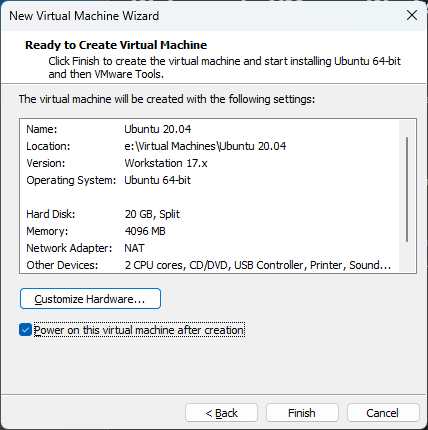 New Virtual Machine Wizard
Ready to Create Virtual Machine
Click Finish to create the virtual machine and start installing Ubuntu 64-bit
and then VMware Tools.
The virtual machine will be created with the following settings:
Name: Ubuntu 20.04
Location: e:\Virtual Machines\Ubuntu 20.04
Version: Workstation 17.x
Operating System: Ubuntu 64-bit
Hard Disk: 20 GB, Split
Memory: 4096 MB
Network Adapter: NAT
Other Devices: 2 CPU cores, CD/DVD, USB Controller, Printer, Sound...
Customize Hardware...
Power on this virtual machine after creation
< Back Finish Cancel